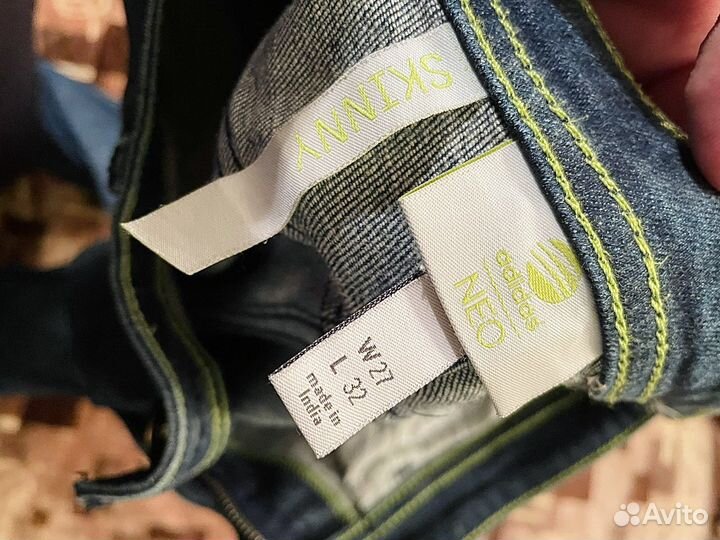 SKINNY
adidas
NEO
W 27
L 32
made in
India
Avito